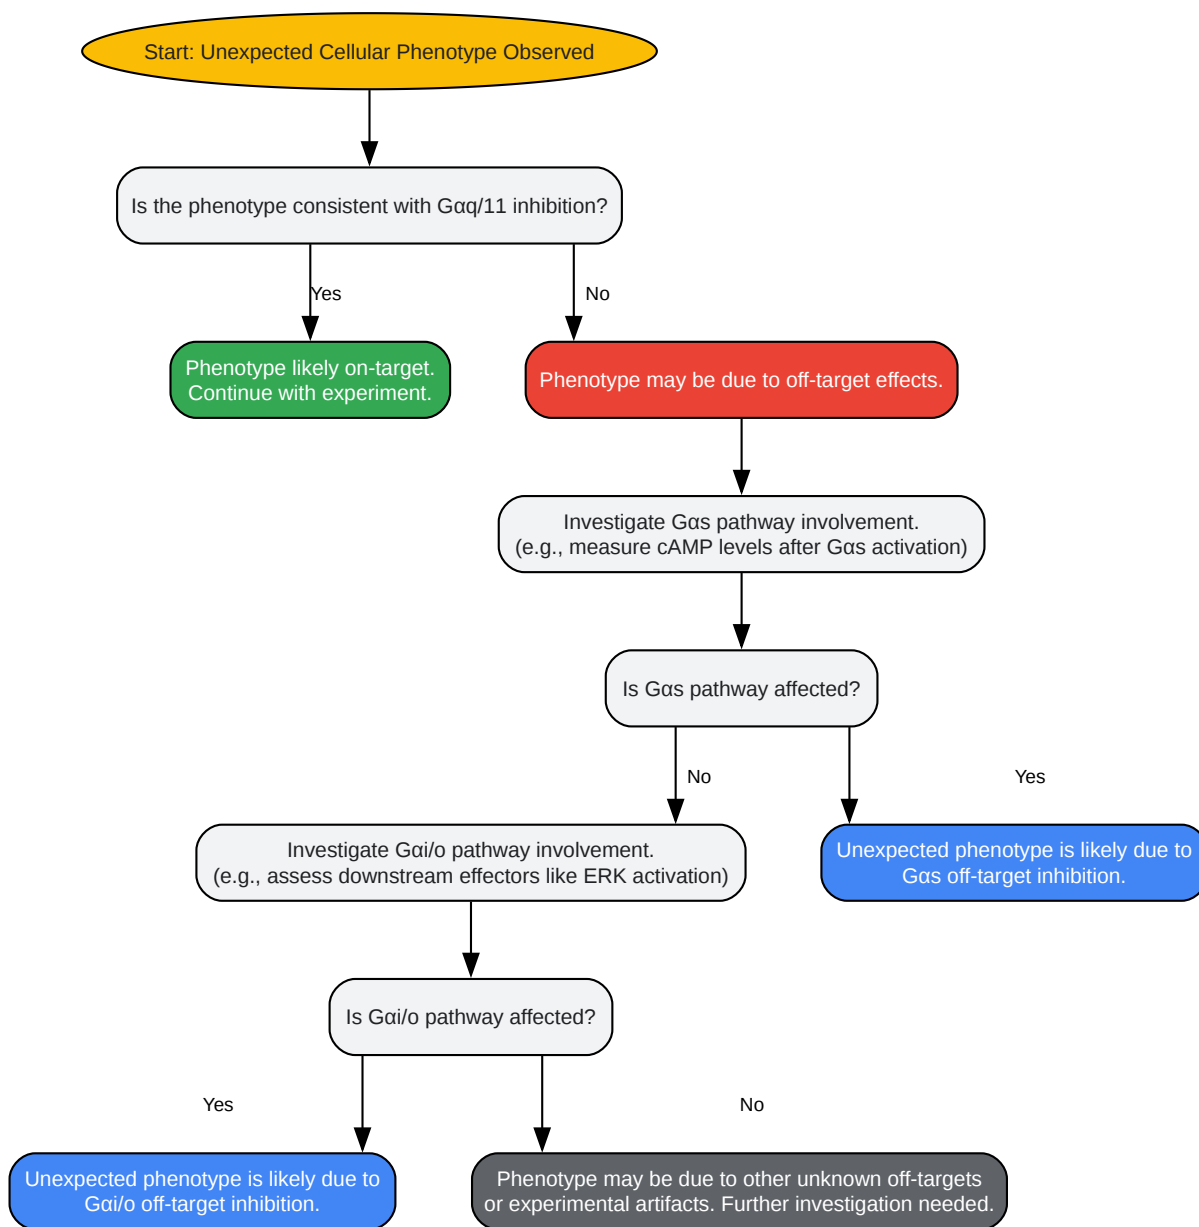 Start: Unexpected Cellular Phenotype Observed
Is the phenotype consistent with Gαq/11 inhibition?
Yes
No
Phenotype likely on-target.
Continue with experiment.
Phenotype may be due to off-target effects.
Investigate Gαs pathway involvement.
(e.g., measure cAMP levels after Gαs activation)
Is Gαs pathway affected?
No
Yes
Investigate Gαi/o pathway involvement.
(e.g., assess downstream effectors like ERK activation)
Unexpected phenotype is likely due to
Gαs off-target inhibition.
Is Gαi/o pathway affected?
Yes
No
Unexpected phenotype is likely due to
Gαi/o off-target inhibition.
Phenotype may be due to other unknown off-targets
or experimental artifacts. Further investigation needed.